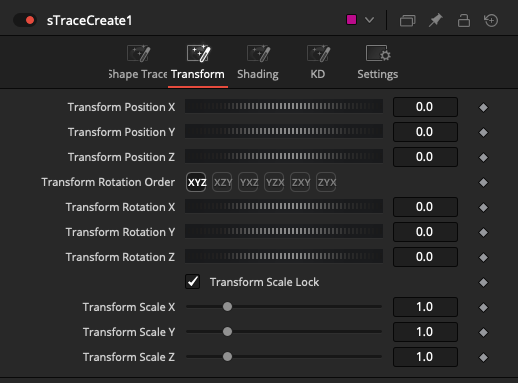 sTraceCreate1
Shape Trace Transform Shading KD Settings
Transform Position X 0.0
Transform Position Y 0.0
Transform Position Z 0.0
Transform Rotation Order XYZ XZY YXZ YZX ZXY ZYX
Transform Rotation X 0.0
Transform Rotation Y 0.0
Transform Rotation Z 0.0
Transform Scale Lock
Transform Scale X 1.0
Transform Scale Y 1.0
Transform Scale Z 1.0